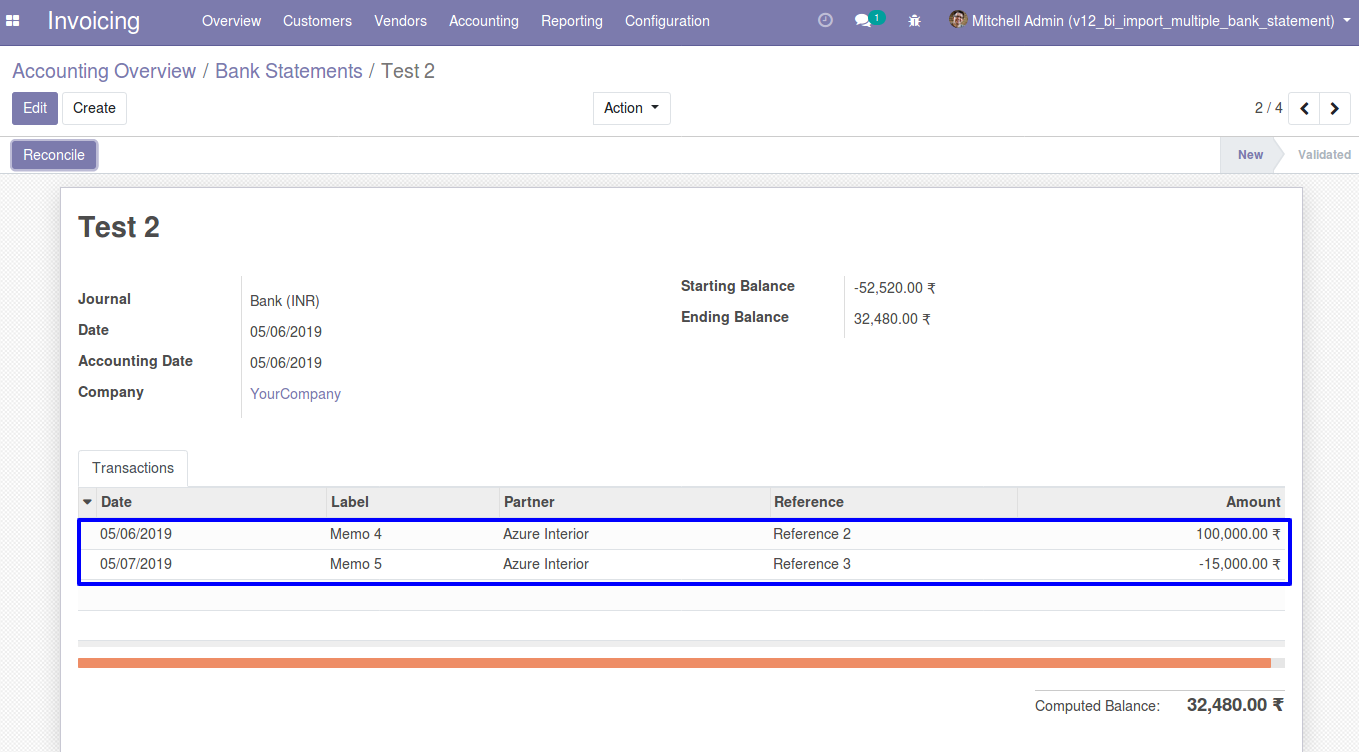 Invoicing Overview Customers Vendors Accounting Reporting Configuration 1 Mitchell Admin (v12_bi_import_multiple_bank_statement)
Accounting Overview / Bank Statements / Test 2
Edit Create Action 2 / 4
Reconcile New Validated
Test 2
Journal Bank (INR)
Date 05/06/2019
Accounting Date 05/06/2019
Company YourCompany
Starting Balance -52,520.00 ₹
Ending Balance 32,480.00 ₹
Transactions
Date Label Partner Reference Amount
05/06/2019 Memo 4 Azure Interior Reference 2 100,000.00 ₹
05/07/2019 Memo 5 Azure Interior Reference 3 -15,000.00 ₹
Computed Balance: 32,480.00 ₹